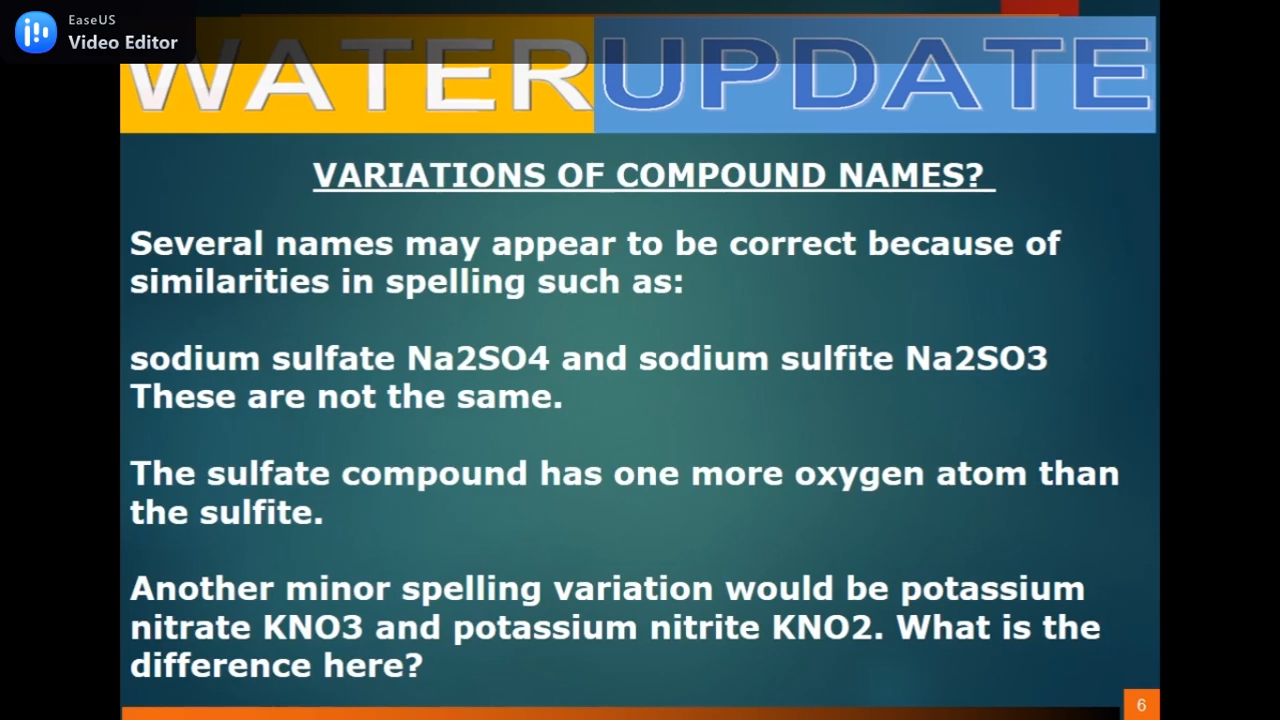 EaseUS
Video Editor
WATERUPDATE
VARIATIONS OF COMPOUND NAMES?
Several names may appear to be correct because of
similarities in spelling such as:
sodium sulfate Na2SO4 and sodium sulfite Na2SO3
These are not the same.
The sulfate compound has one more oxygen atom than
the sulfite.
Another minor spelling variation would be potassium
nitrate KNO3 and potassium nitrite KNO2. What is the
difference here?
6